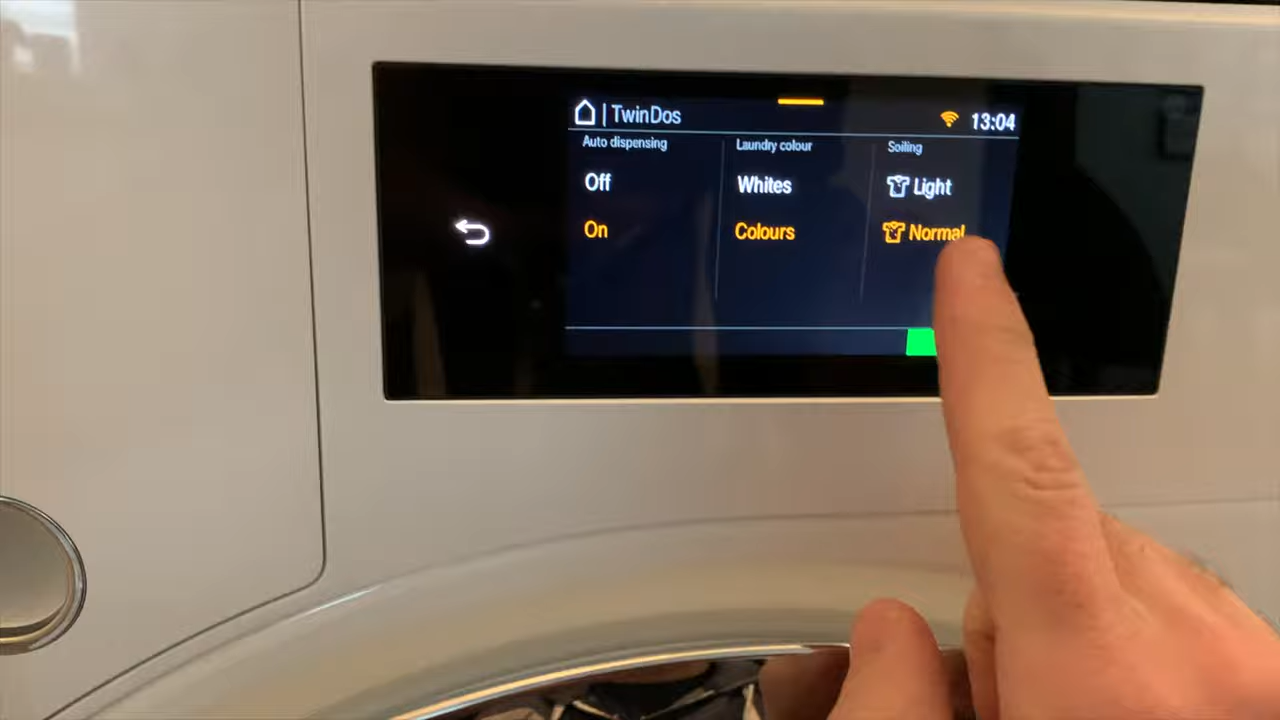 | TwinDos 13:04
Auto dispensing Laundry colour Soiling
Off Whites Light
On Colours Normal